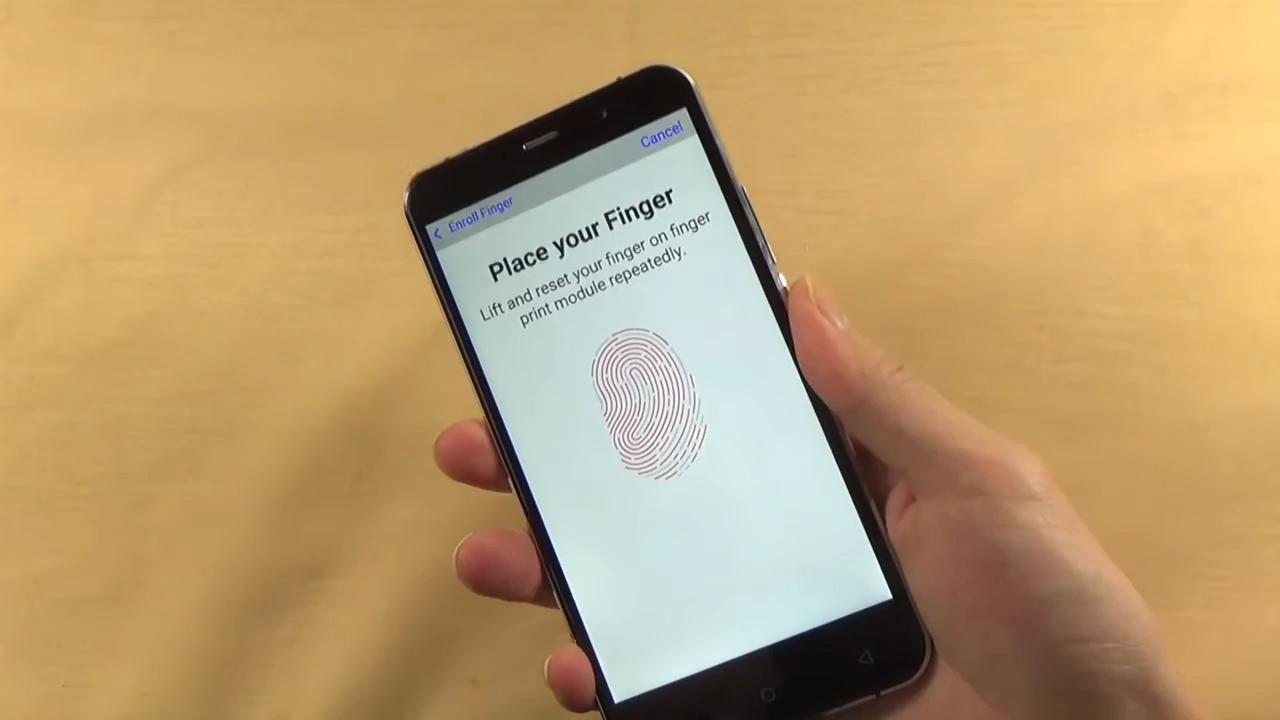 Cancel
Enroll Finger
Place your Finger
Lift and reset your finger on finger
print module repeatedly.